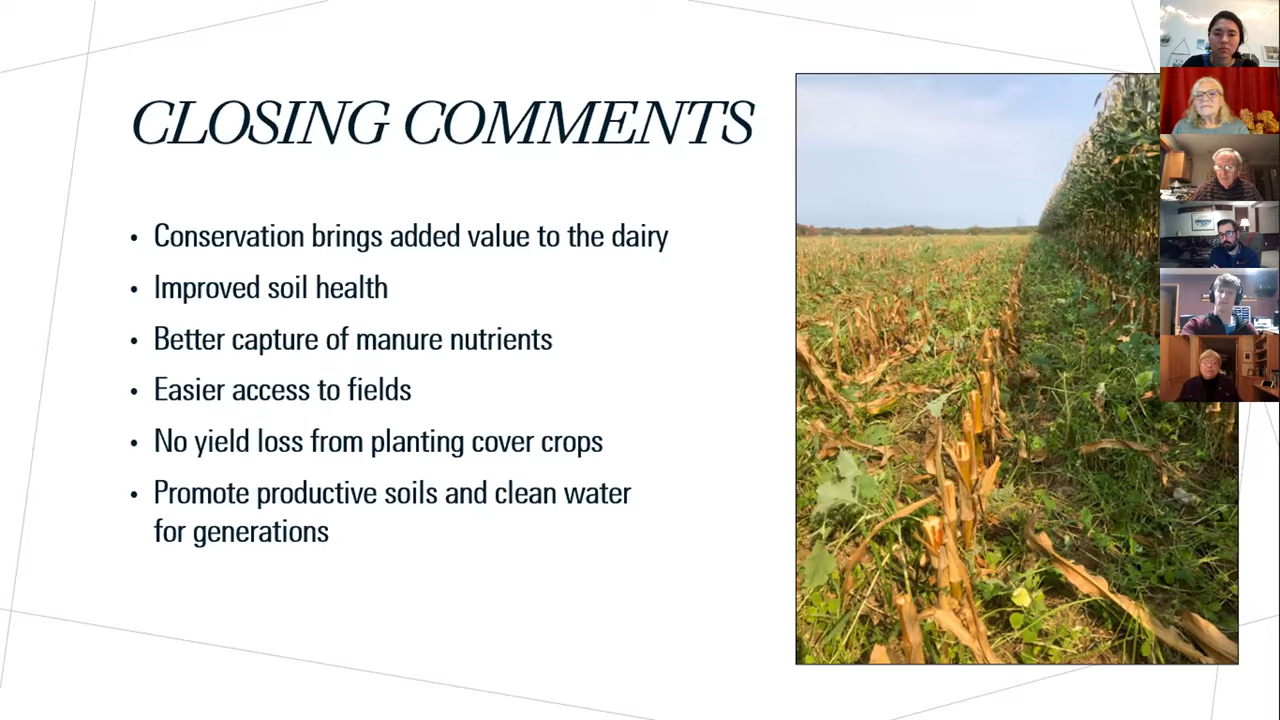 CLOSING COMMENTS
• Conservation brings added value to the dairy
• Improved soil health
• Better capture of manure nutrients
• Easier access to fields
• No yield loss from planting cover crops
• Promote productive soils and clean water
for generations